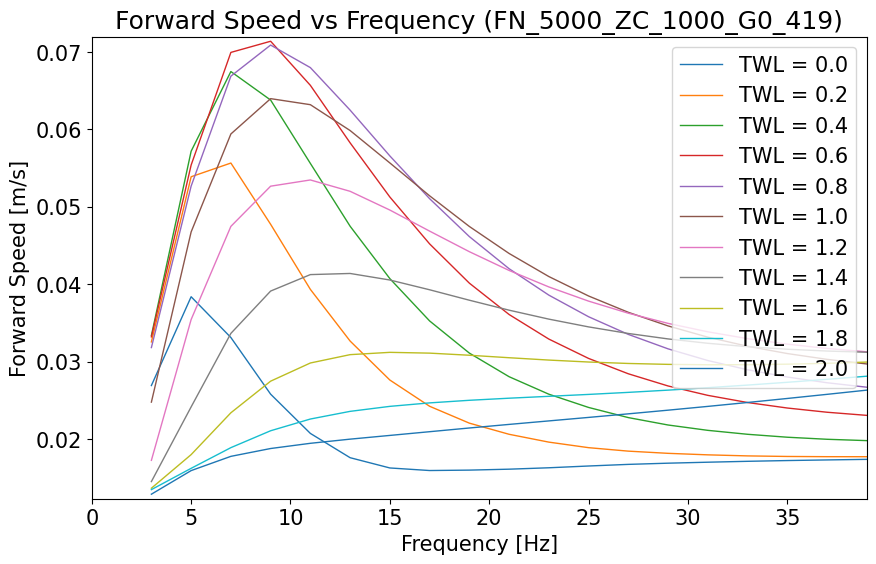 Forward Speed vs Frequency (FN_5000_ZC_1000_G0_419)
0.07
0.06
0.05
0.04
0.03
0.02
Forward Speed [m/s]
TWL = 0.0
TWL = 0.2
TWL = 0.4
TWL = 0.6
TWL = 0.8
TWL = 1.0
TWL = 1.2
TWL = 1.4
TWL = 1.6
TWL = 1.8
TWL = 2.0
0 5 10 15 20 25 30 35
Frequency [Hz]